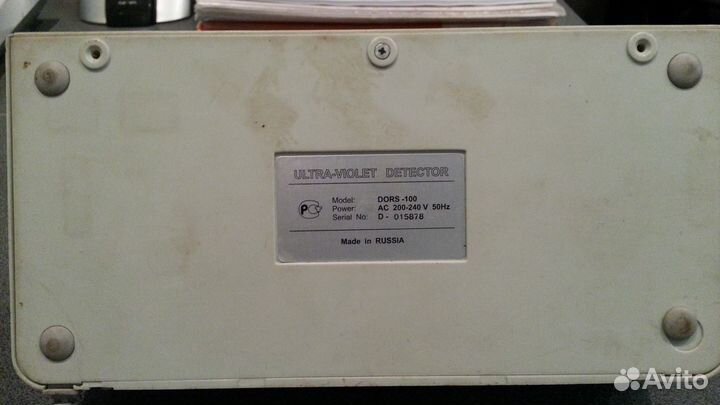 ULTRA-VIOLET DETECTOR
Model: DORS -100
Power: AC 200-240 V 50Hz
Serial No: D - 015878
Made in RUSSIA
Avito